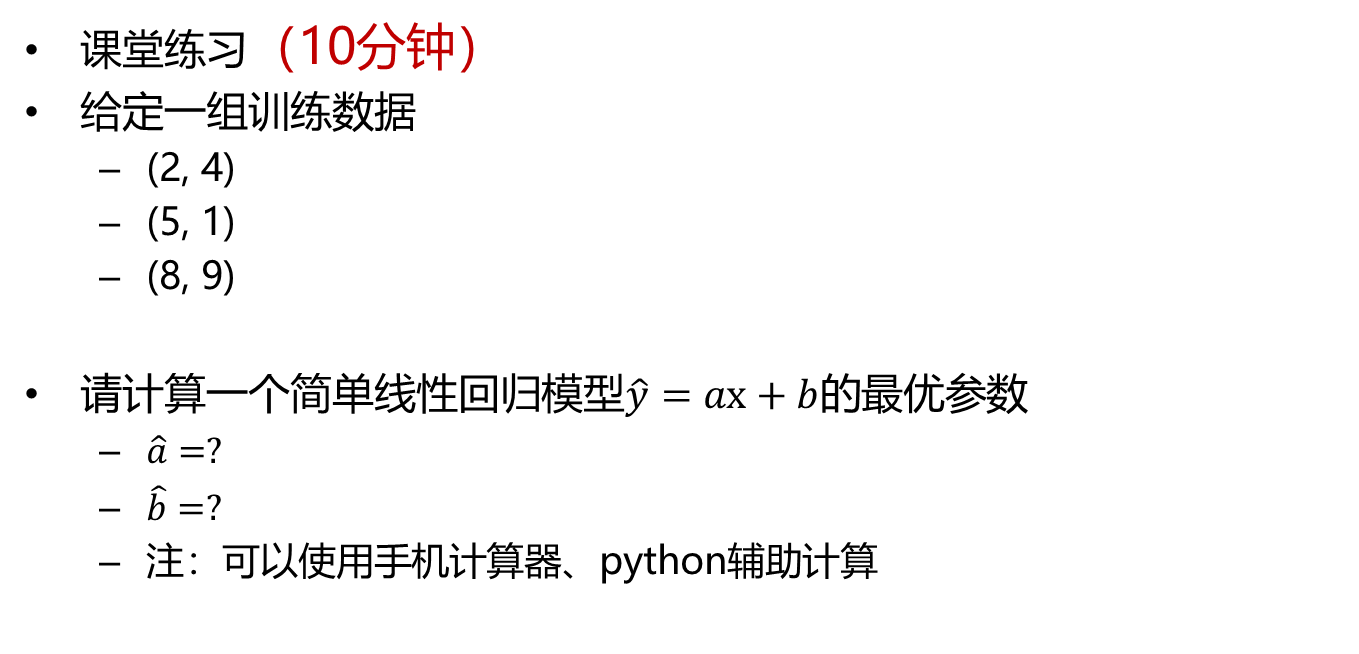 • 课堂练习（10分钟）
• 给定一组训练数据
– (2, 4)
– (5, 1)
– (8, 9)
• 请计算一个简单线性回归模型ŷ = ax + b的最优参数
– â =?
– b̂ =?
– 注：可以使用手机计算器、python辅助计算